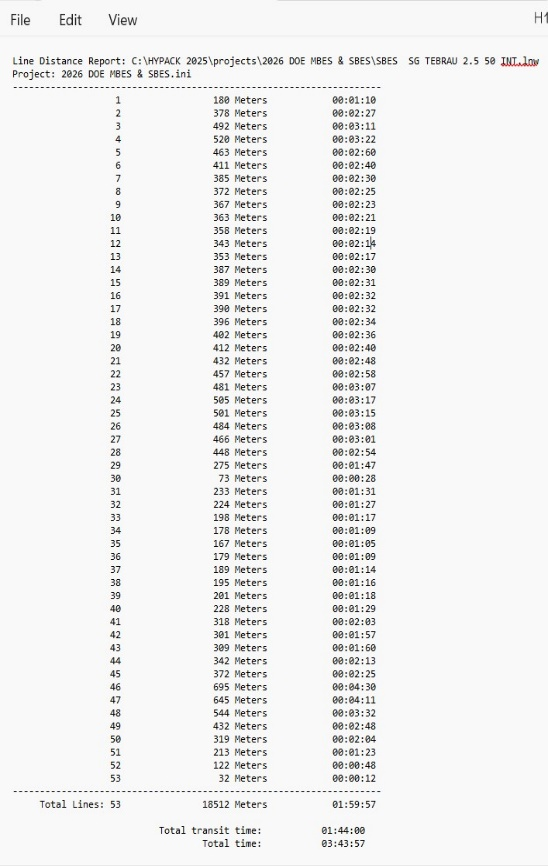 File Edit View H1
Line Distance Report: C:\HYPACK 2025\projects\2026 DOE MBES & SBES\SBES SG TEBRAU 2.5 50 INT.lnw
Project: 2026 DOE MBES & SBES.ini
---------------------------------------------------------------------
1 180 Meters 00:01:10
2 378 Meters 00:02:27
3 492 Meters 00:03:11
4 520 Meters 00:03:22
5 463 Meters 00:02:60
6 411 Meters 00:02:40
7 385 Meters 00:02:30
8 372 Meters 00:02:25
9 367 Meters 00:02:23
10 363 Meters 00:02:21
11 358 Meters 00:02:19
12 343 Meters 00:02:14
13 353 Meters 00:02:17
14 387 Meters 00:02:30
15 389 Meters 00:02:31
16 391 Meters 00:02:32
17 390 Meters 00:02:32
18 396 Meters 00:02:34
19 402 Meters 00:02:36
20 412 Meters 00:02:40
21 432 Meters 00:02:48
22 457 Meters 00:02:58
23 481 Meters 00:03:07
24 505 Meters 00:03:17
25 501 Meters 00:03:15
26 484 Meters 00:03:08
27 466 Meters 00:03:01
28 448 Meters 00:02:54
29 275 Meters 00:01:47
30 73 Meters 00:00:28
31 233 Meters 00:01:31
32 224 Meters 00:01:27
33 198 Meters 00:01:17
34 178 Meters 00:01:09
35 167 Meters 00:01:05
36 179 Meters 00:01:09
37 189 Meters 00:01:14
38 195 Meters 00:01:16
39 201 Meters 00:01:18
40 228 Meters 00:01:29
41 318 Meters 00:02:03
42 301 Meters 00:01:57
43 309 Meters 00:01:60
44 342 Meters 00:02:13
45 372 Meters 00:02:25
46 695 Meters 00:04:30
47 645 Meters 00:04:11
48 544 Meters 00:03:32
49 432 Meters 00:02:48
50 319 Meters 00:02:04
51 213 Meters 00:01:23
52 122 Meters 00:00:48
53 32 Meters 00:00:12
---------------------------------------------------------------------
Total Lines: 53 18512 Meters 01:59:57
Total transit time: 01:44:00
Total time: 03:43:57